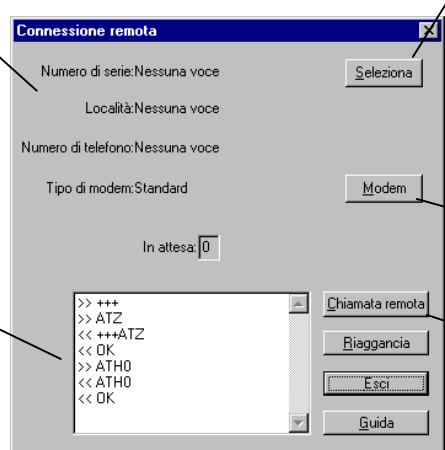 Connessione remota
Numero di serie:Nessuna voce
Seleziona
Località:Nessuna voce
Numero di telefono:Nessuna voce
Tipo di modem:Standard
Modem
In attesa: 0
>> +++
>> ATZ
<< +++ATZ
<< OK
>> ATH0
<< ATH0
<< OK
Chiamata remota
Riaggancia
Esci
Guida